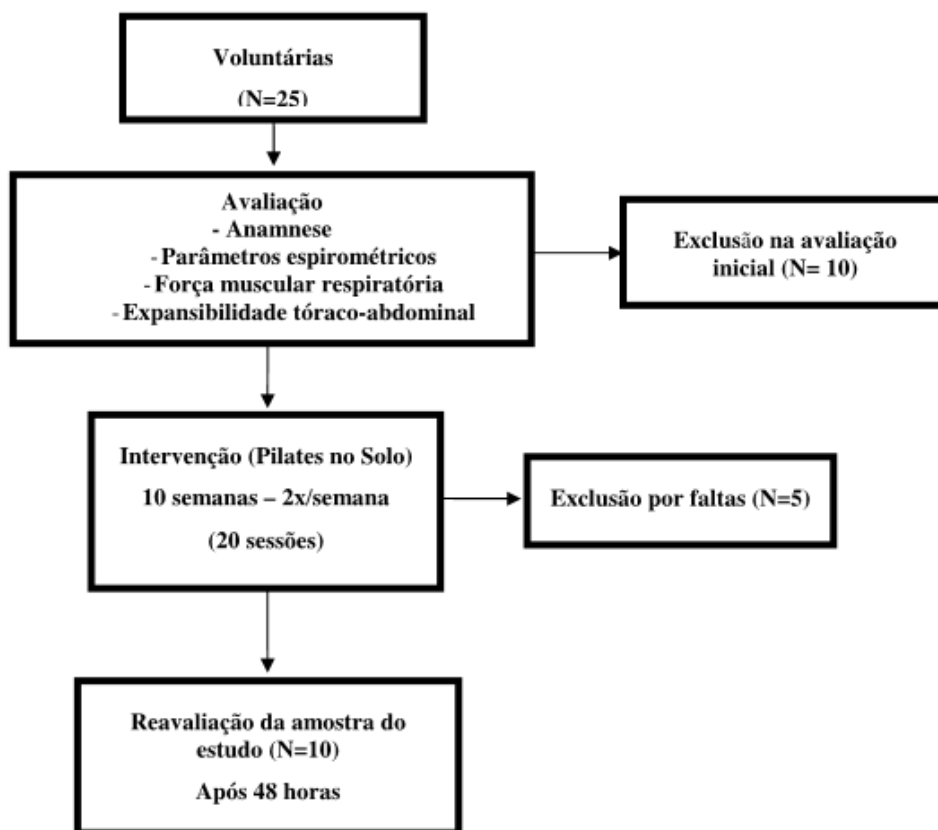 Voluntárias
(N=25)
Avaliação
- Anamnese
- Parâmetros espirométricos
- Força muscular respiratória
- Expansibilidade tóraco-abdominal
Exclusão na avaliação
inicial (N= 10)
Intervenção (Pilates no Solo)
10 semanas – 2x/semana
(20 sessões)
Exclusão por faltas (N=5)
Reavaliação da amostra do
estudo (N=10)
Após 48 horas